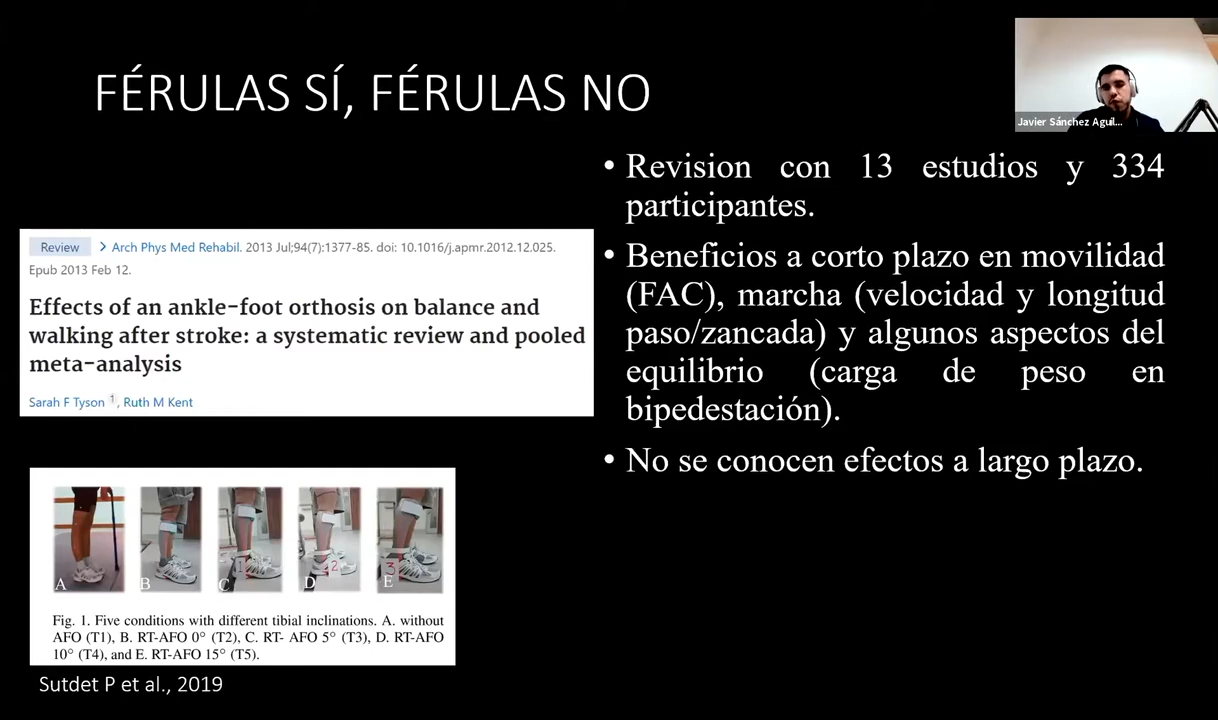 FÉRULAS SÍ, FÉRULAS NO
Javier Sánchez Aguil...
• Revision con 13 estudios y 334
participantes.
• Beneficios a corto plazo en movilidad
(FAC), marcha (velocidad y longitud
paso/zancada) y algunos aspectos del
equilibrio (carga de peso en
bipedestación).
• No se conocen efectos a largo plazo.
Review > Arch Phys Med Rehabil. 2013 Jul;94(7):1377-85. doi: 10.1016/j.apmr.2012.12.025.
Epub 2013 Feb 12.
Effects of an ankle-foot orthosis on balance and
walking after stroke: a systematic review and pooled
meta-analysis
Sarah F Tyson 1, Ruth M Kent
A B C D E
1 2 3
Fig. 1. Five conditions with different tibial inclinations. A. without
AFO (T1), B. RT-AFO 0° (T2), C. RT- AFO 5° (T3), D. RT-AFO
10° (T4), and E. RT-AFO 15° (T5).
Sutdet P et al., 2019